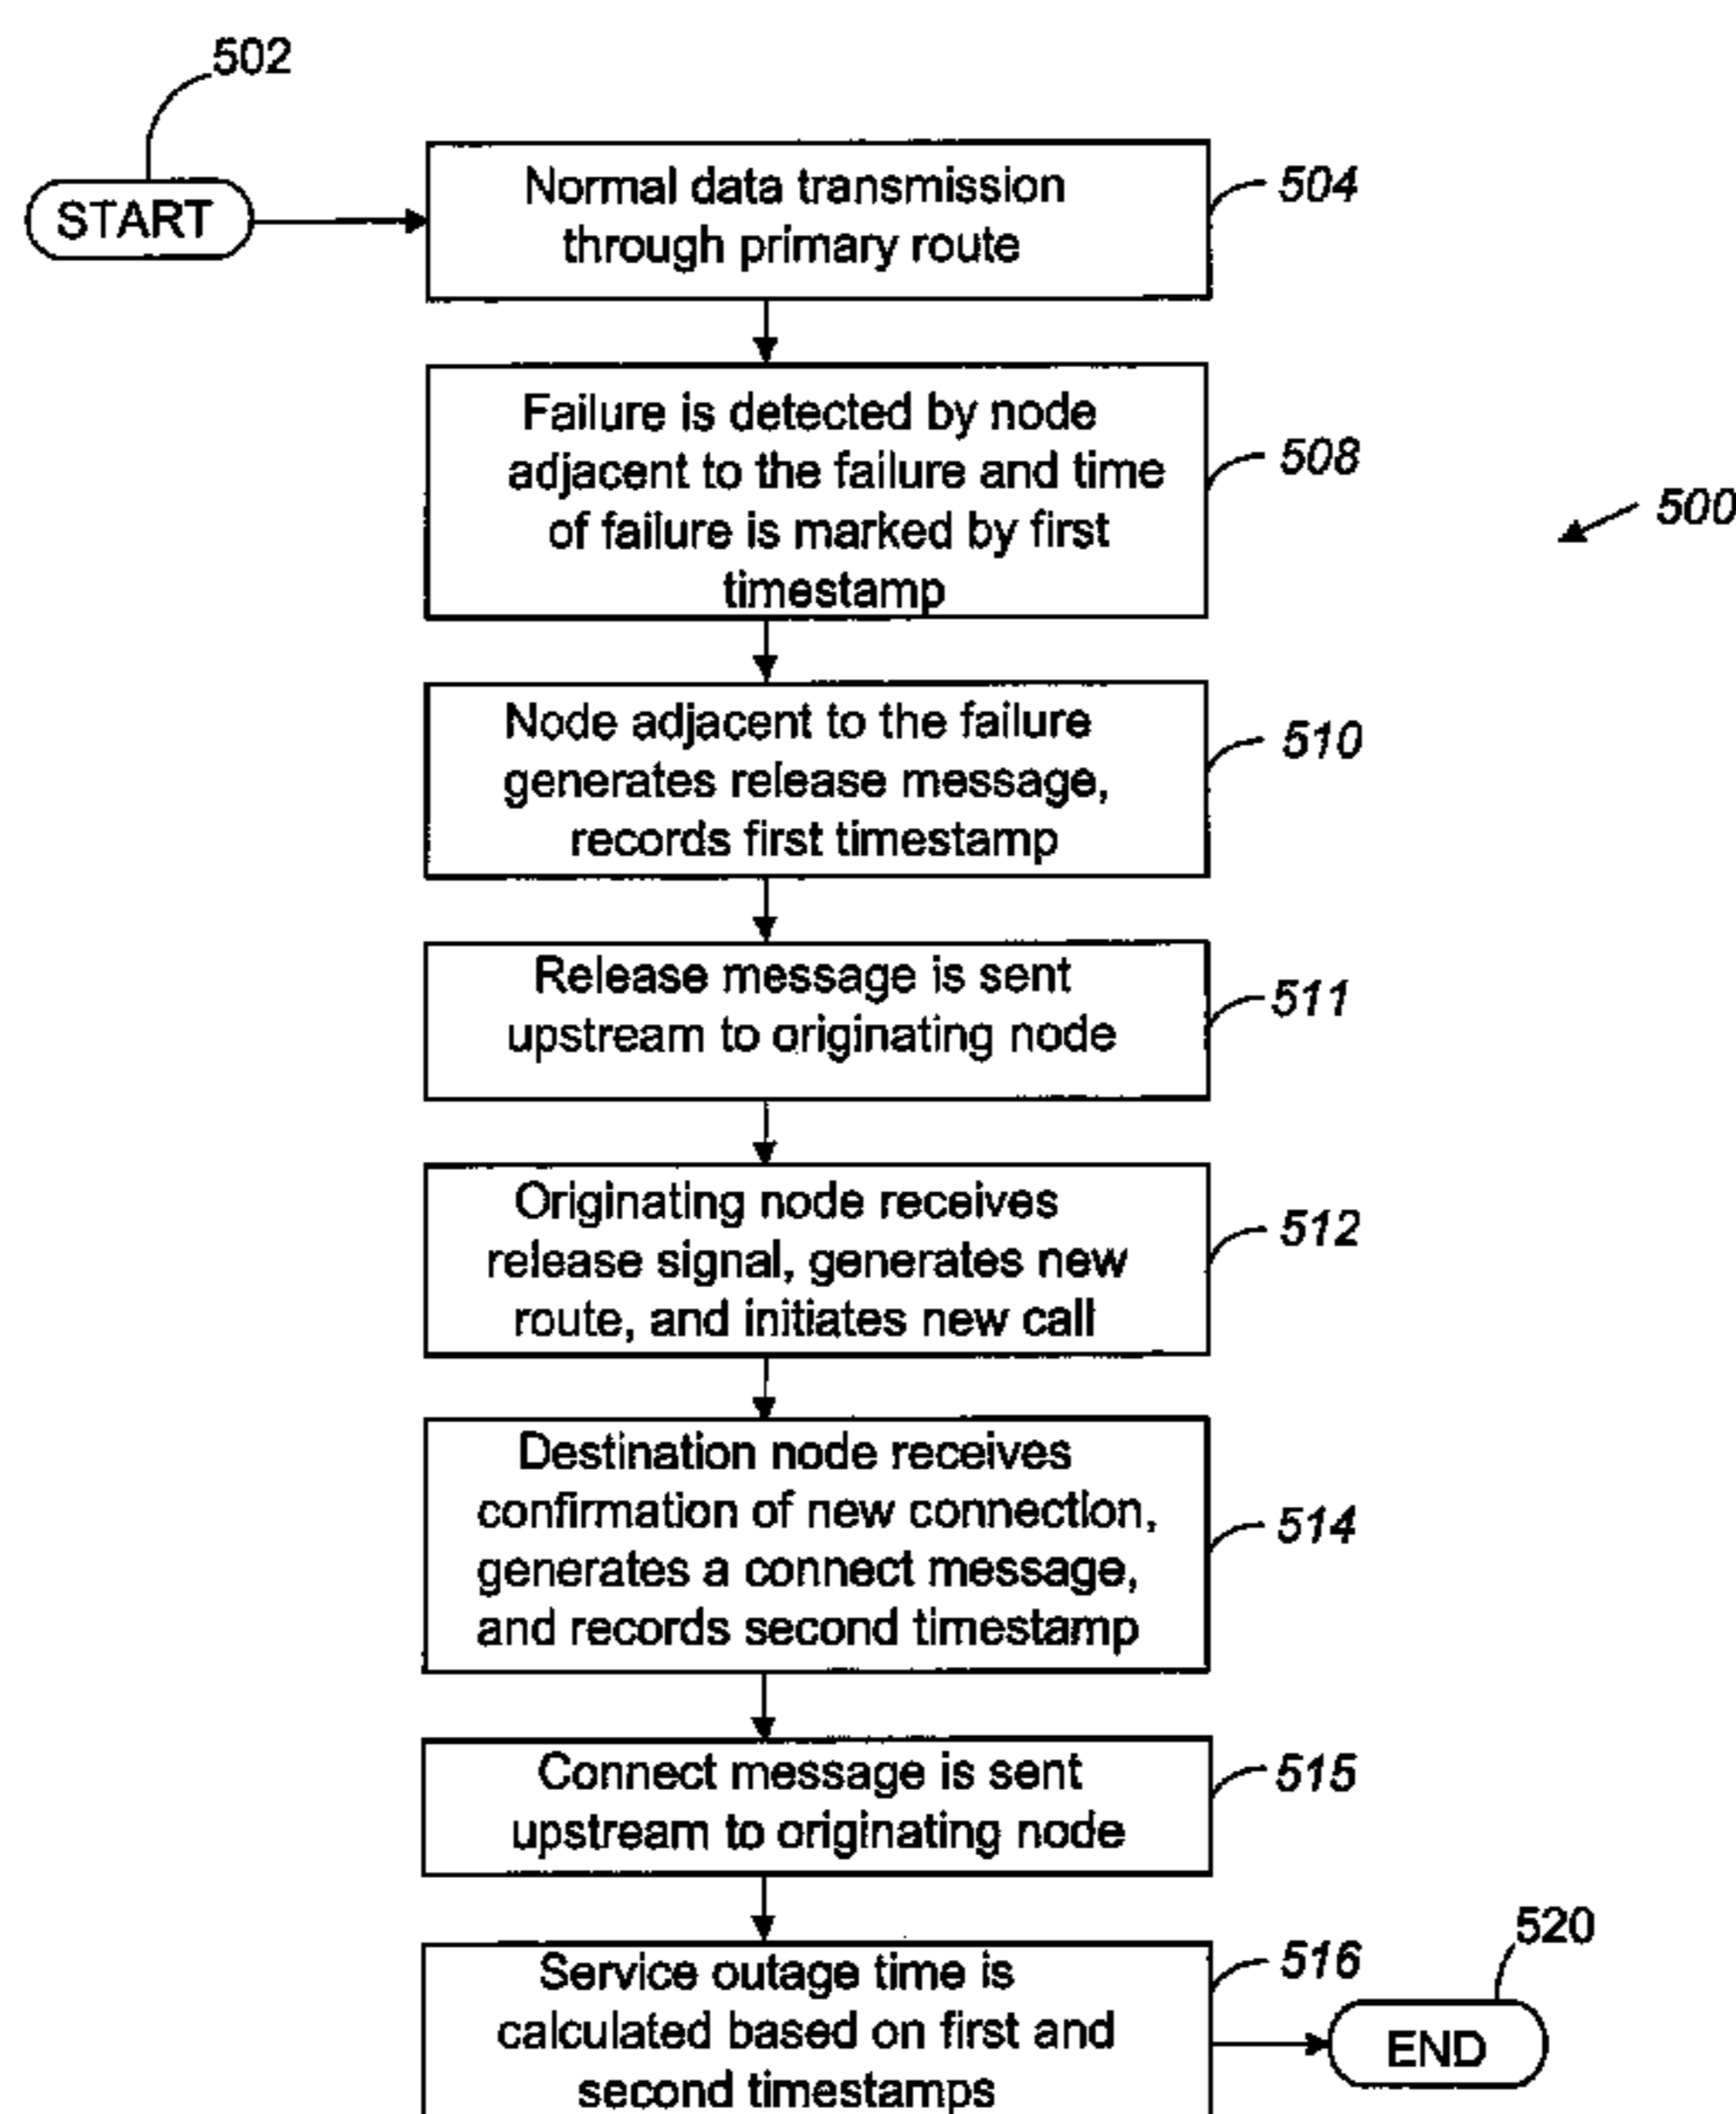 502
START
Normal data transmission
through primary route
504
Failure is detected by node
adjacent to the failure and time
of failure is marked by first
timestamp
508
500
Node adjacent to the failure
generates release message,
records first timestamp
510
Release message is sent
upstream to originating node
511
Originating node receives
release signal, generates new
route, and initiates new call
512
Destination node receives
confirmation of new connection,
generates a connect message,
and records second timestamp
514
Connect message is sent
upstream to originating node
515
Service outage time is
calculated based on first and
second timestamps
516
520
END